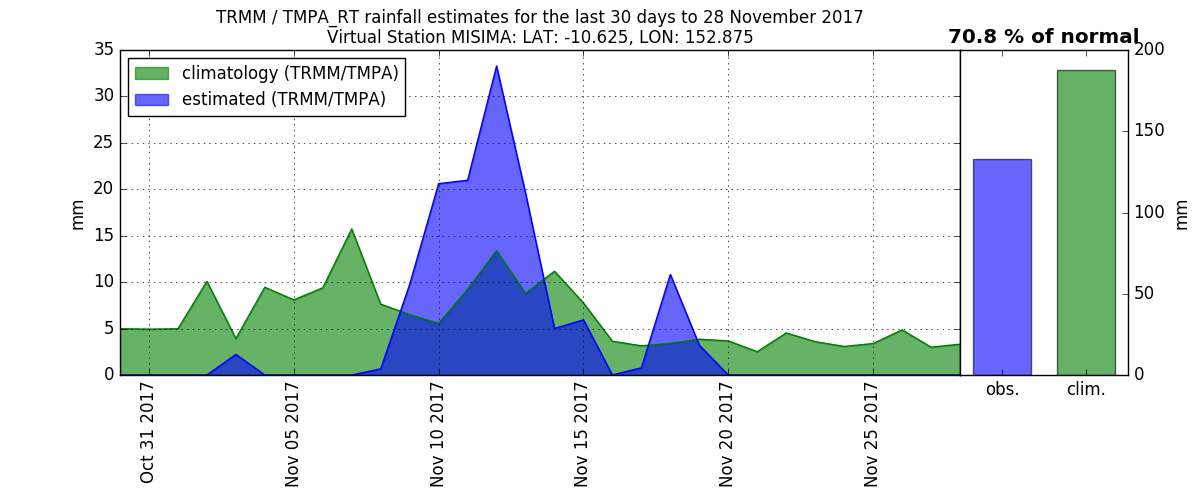 TRMM / TMPA_RT rainfall estimates for the last 30 days to 28 November 2017
Virtual Station MISIMA: LAT: -10.625, LON: 152.875
70.8 % of normal
climatology (TRMM/TMPA)
estimated (TRMM/TMPA)
35
30
25
20
15
10
5
0
mm
Oct 31 2017
Nov 05 2017
Nov 10 2017
Nov 15 2017
Nov 20 2017
Nov 25 2017
obs.
clim.
200
150
100
50
0
mm